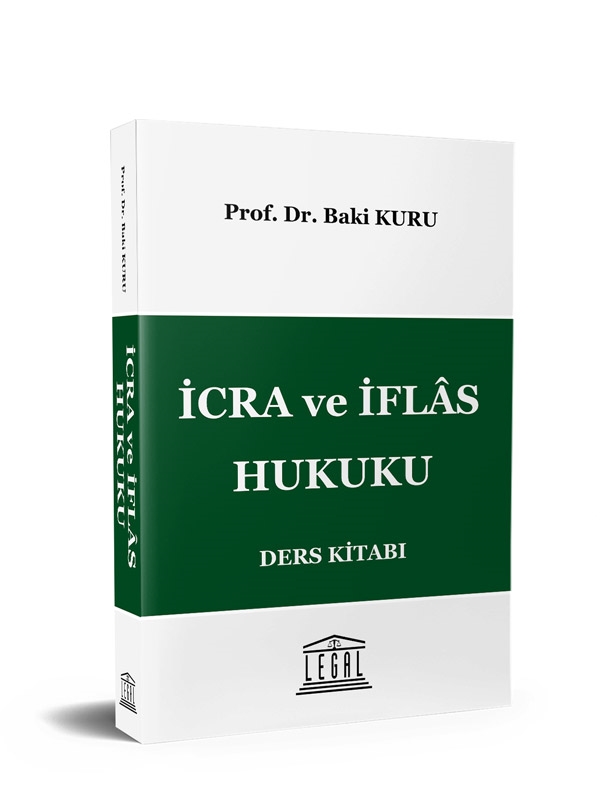 Prof. Dr. Baki KURU
İCRA ve İFLÂS
HUKUKU
DERS KİTABI
LEGAL
Prof. Dr. Baki KURU
İCRA ve İFLÂS
HUKUKU
LEGAL